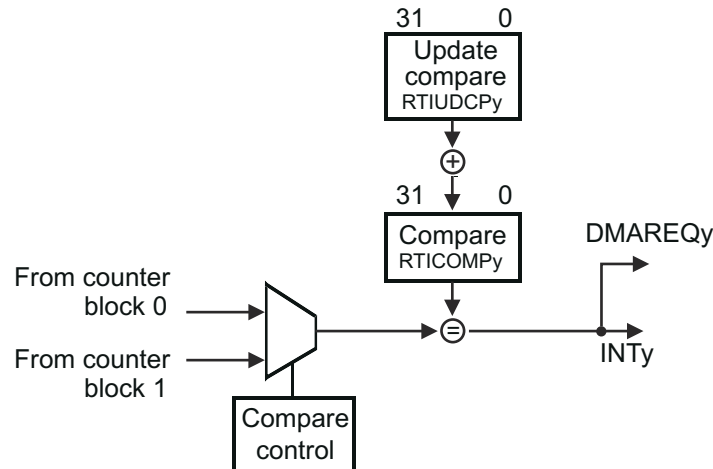 31 0
Update
compare
RTIUDCPy
+
31 0
Compare
RTICOMPy
DMAREQy
From counter
block 0
=
INTy
From counter
block 1
Compare
control